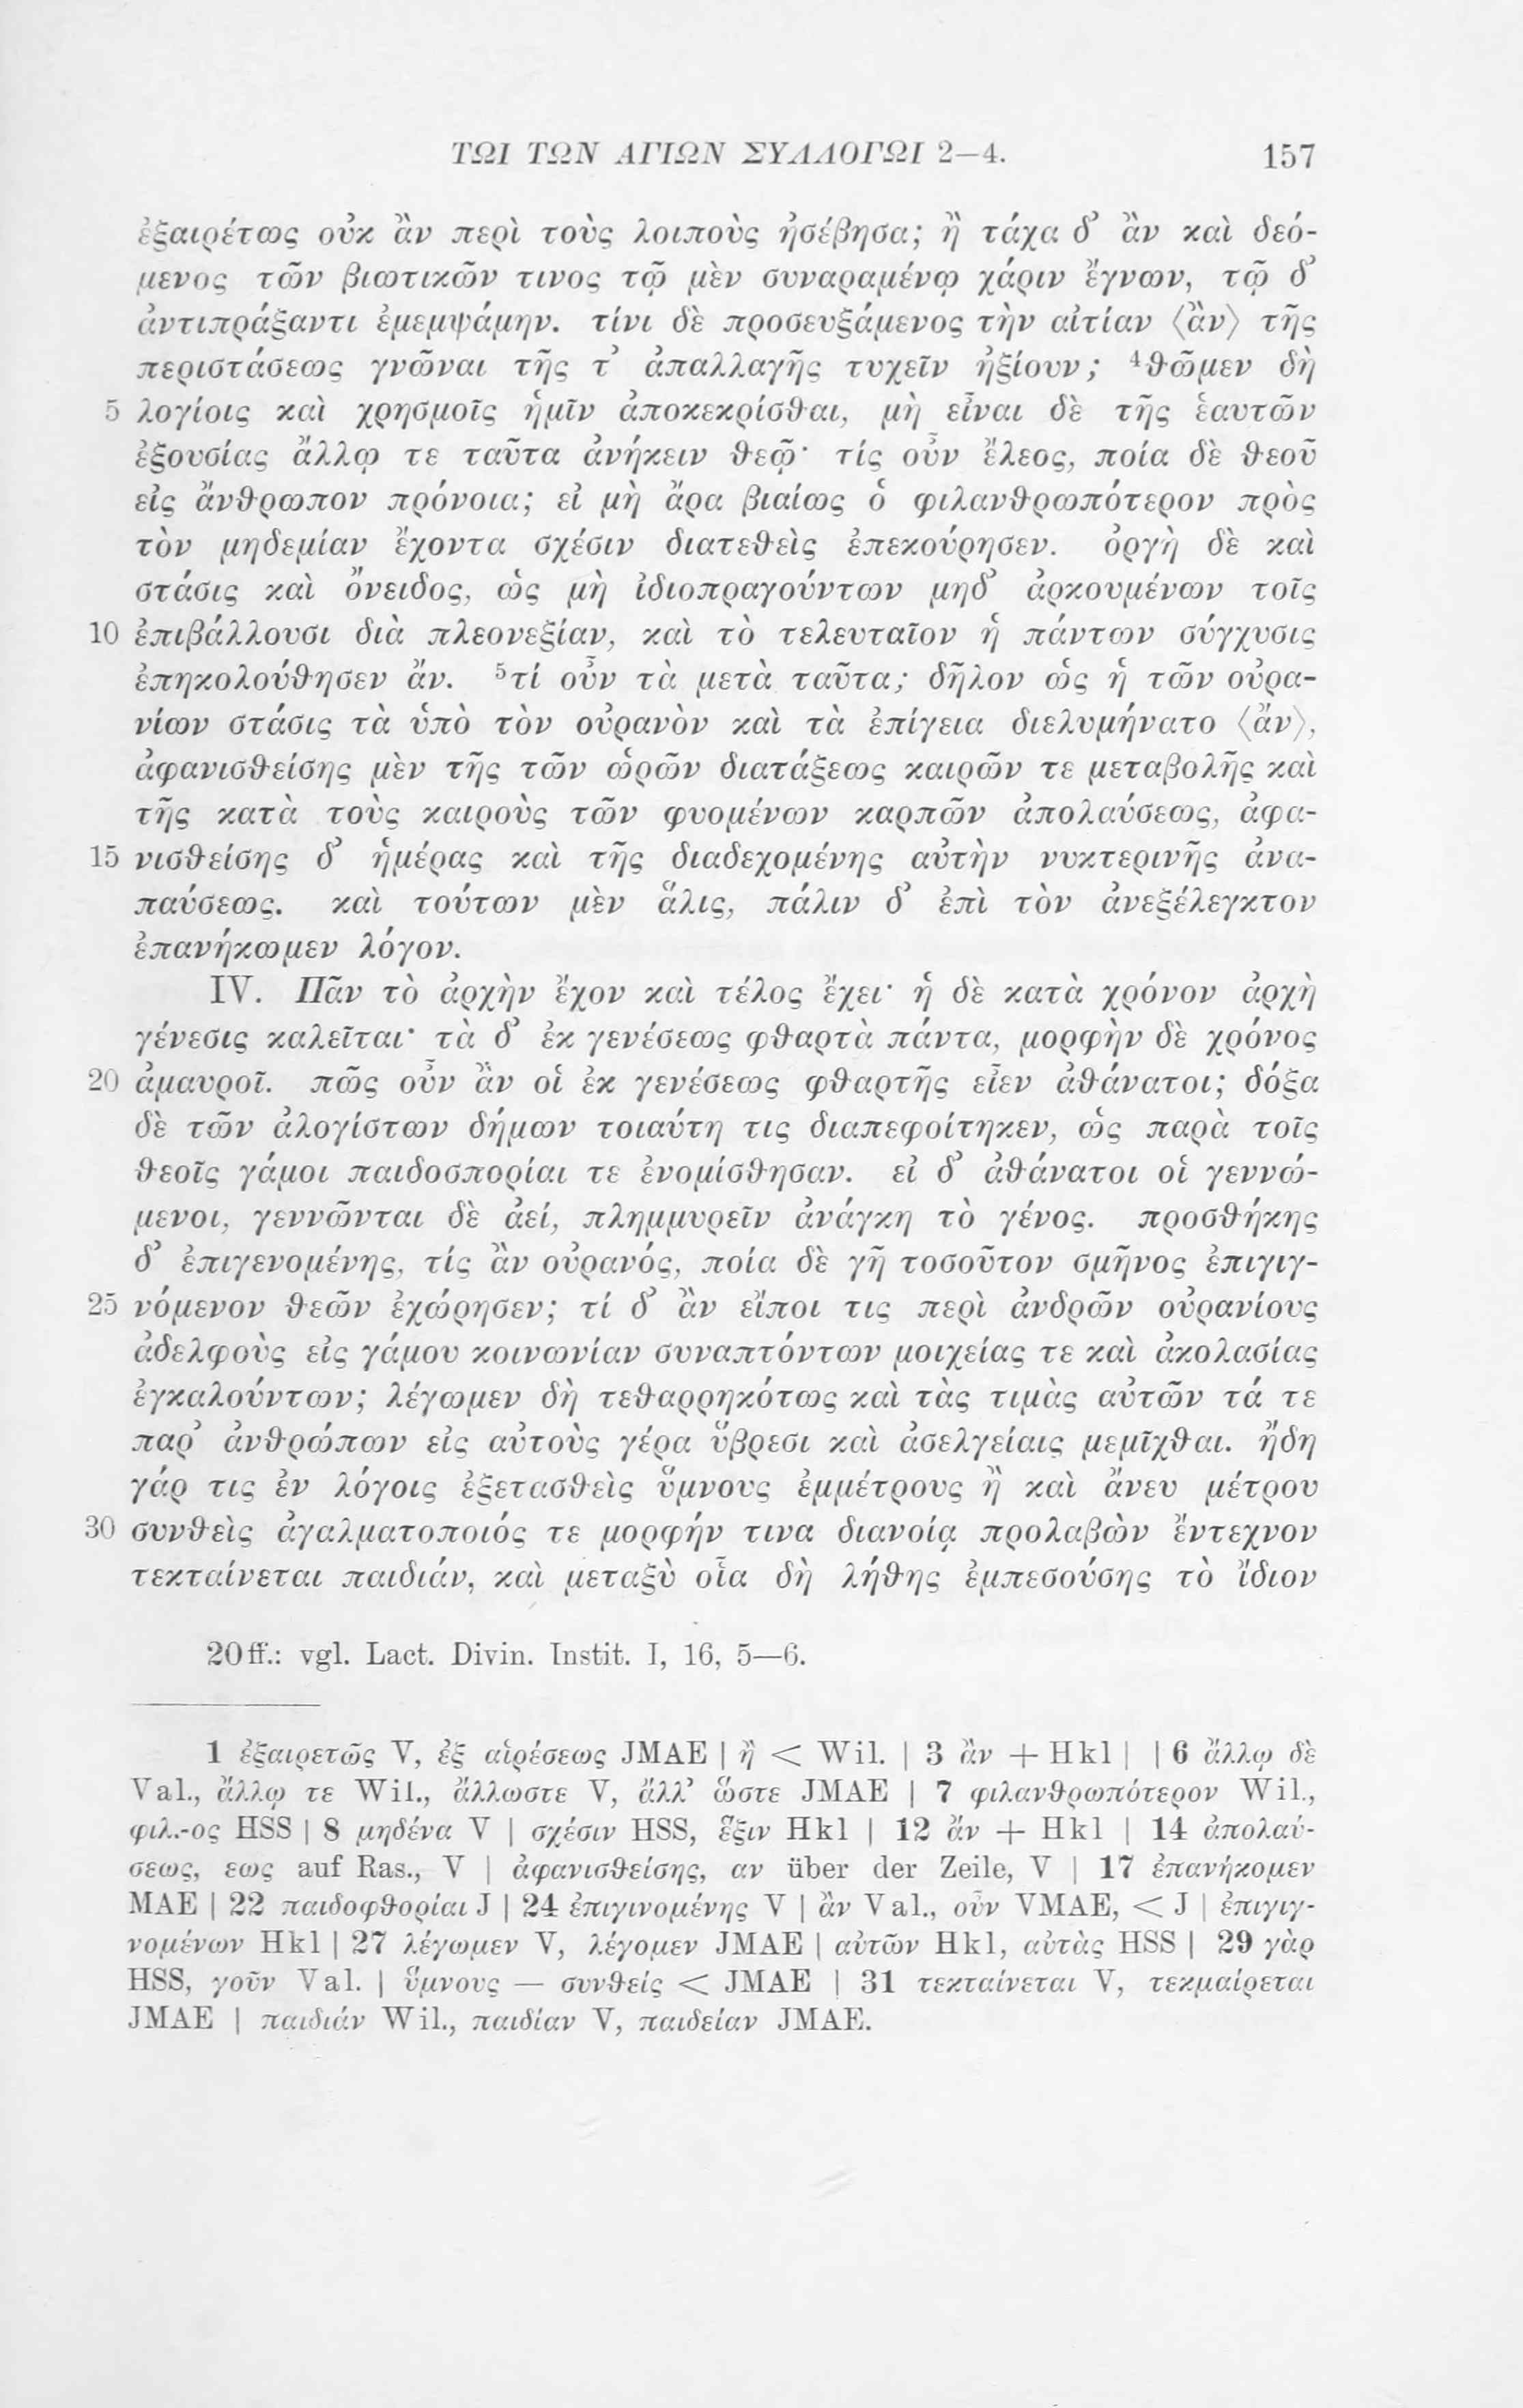 ΤΩΙ ΤΩΝ ΑΓΙΩΝ ΣΥΛΛΟΓΩΙ 2—4. 157
ἐξαιρέτως οὐκ ἂν περὶ τοὺς λοιποὺς ἠσέβησα; ἢ τάχα δ’ ἂν καὶ δεό-
μενος τῶν βιωτικῶν τινος τῷ μὲν συναραμένῳ χάριν ἔγνων, τῷ δ’
ἀντιπράξαντι ἐμεμψάμην. τίνι δὲ προσευξάμενος τὴν αἰτίαν ⟨ἂν⟩ τῆς
περιστάσεως γνῶναι τῆς τ’ ἀπαλλαγῆς τυχεῖν ἠξίουν; ⁴θῶμεν δὴ
5 λογίοις καὶ χρησμοῖς ἡμῖν ἀποκεκρίσθαι, μὴ εἶναι δὲ τῆς ἑαυτῶν
ἐξουσίας ἄλλῳ τε ταῦτα ἀνήκειν θεῷ· τίς οὖν ἔλεος, ποία δὲ θεοῦ
εἰς ἄνθρωπον πρόνοια; εἰ μὴ ἄρα βιαίως ὁ φιλανθρωπότερον πρὸς
τὸν μηδεμίαν ἔχοντα σχέσιν διατεθεὶς ἐπεκούρησεν. ὀργὴ δὲ καὶ
στάσις καὶ ὄνειδος, ὡς μὴ ἰδιοπραγούντων μηδ’ ἀρκουμένων τοῖς
10 ἐπιβάλλουσι διὰ πλεονεξίαν, καὶ τὸ τελευταῖον ἡ πάντων σύγχυσις
ἐπηκολούθησεν ἄν. ⁵τί οὖν τὰ μετὰ ταῦτα; δῆλον ὡς ἡ τῶν οὐρα-
νίων στάσις τὰ ὑπὸ τὸν οὐρανὸν καὶ τὰ ἐπίγεια διελυμήνατο ⟨ἄν⟩,
ἀφανισθείσης μὲν τῆς τῶν ὡρῶν διατάξεως καιρῶν τε μεταβολῆς καὶ
τῆς κατὰ τοὺς καιροὺς τῶν φυομένων καρπῶν ἀπολαύσεως, ἀφα-
15 νισθείσης δ’ ἡμέρας καὶ τῆς διαδεχομένης αὐτὴν νυκτερινῆς ἀνα-
παύσεως. καὶ τούτων μὲν ἅλις, πάλιν δ’ ἐπὶ τὸν ἀνεξέλεγκτον
ἐπανήκωμεν λόγον.
IV. Πᾶν τὸ ἀρχὴν ἔχον καὶ τέλος ἔχει· ἡ δὲ κατὰ χρόνον ἀρχὴ
γένεσις καλεῖται· τὰ δ’ ἐκ γενέσεως φθαρτὰ πάντα, μορφὴν δὲ χρόνος
20 ἀμαυροῖ. πῶς οὖν ἂν οἱ ἐκ γενέσεως φθαρτῆς εἶεν ἀθάνατοι; δόξα
δὲ τῶν ἀλογίστων δήμων τοιαύτη τις διαπεφοίτηκεν, ὡς παρὰ τοῖς
θεοῖς γάμοι παιδοσπορίαι τε ἐνομίσθησαν. εἰ δ’ ἀθάνατοι οἱ γεννώ-
μενοι, γεννῶνται δὲ ἀεί, πλημμυρεῖν ἀνάγκη τὸ γένος. προσθήκης
δ’ ἐπιγενομένης, τίς ἂν οὐρανός, ποία δὲ γῆ τοσοῦτον σμῆνος ἐπιγιγ-
25 νόμενον θεῶν ἐχώρησεν; τί δ’ ἂν εἴποι τις περὶ ἀνδρῶν οὐρανίους
ἀδελφοὺς εἰς γάμου κοινωνίαν συναπτόντων μοιχείας τε καὶ ἀκολασίας
ἐγκαλούντων; λέγωμεν δὴ τεθαρρηκότως καὶ τὰς τιμὰς αὐτῶν τά τε
παρ’ ἀνθρώπων εἰς αὐτοὺς γέρα ὕβρεσι καὶ ἀσελγείαις μεμῖχθαι. ἤδη
γάρ τις ἐν λόγοις ἐξετασθεὶς ὕμνους ἐμμέτρους ἢ καὶ ἄνευ μέτρου
30 συνθεὶς ἀγαλματοποιός τε μορφήν τινα διανοίᾳ προλαβὼν ἔντεχνον
τεκταίνεται παιδιάν, καὶ μεταξὺ οἷα δὴ λήθης ἐμπεσούσης τὸ ἴδιον
20ff.: vgl. Lact. Divin. Instit. I, 16, 5—6.
1 ἐξαιρετῶς V, ἐξ αἱρέσεως JMAE | ἢ < Wil. | 3 ἂν + Hkl | | 6 ἄλλῳ δὲ
Val., ἄλλῳ τε Wil., ἄλλωστε V, ἀλλ’ ὥστε JMAE | 7 φιλανθρωπότερον Wil.,
φιλ.-ος HSS | 8 μηδένα V | σχέσιν HSS, ἕξιν Hkl | 12 ἄν + Hkl | 14 ἀπολαύ-
σεως, εως auf Ras., V | ἀφανισθείσης, αν über der Zeile, V | 17 ἐπανήκομεν
MAE | 22 παιδοφθορίαι J | 24 ἐπιγινομένης V | ἂν Val., οὖν VMAE, < J | ἐπιγιγ-
νομένων Hkl | 27 λέγωμεν V, λέγομεν JMAE | αὐτῶν Hkl, αὐτὰς HSS | 29 γὰρ
HSS, γοῦν Val. | ὕμνους — συνθείς < JMAE | 31 τεκταίνεται V, τεκμαίρεται
JMAE | παιδιάν Wil., παιδίαν V, παιδείαν JMAE.